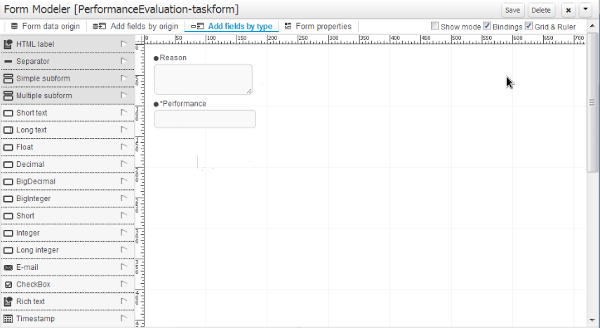 Form Modeler [PerformanceEvaluation-taskform]
Save Delete
Form data origin Add fields by origin Add fields by type Form properties Show mode Bindings Grid & Ruler
0 50 100 150 200 250 300 350 400 450 500 550 600 650 700
HTML label
Separator
Simple subform
Multiple subform
Short text
Long text
Float
Decimal
BigDecimal
BigInteger
Short
Integer
Long integer
E-mail
CheckBox
Rich text
Timestamp
Reason
*Performance